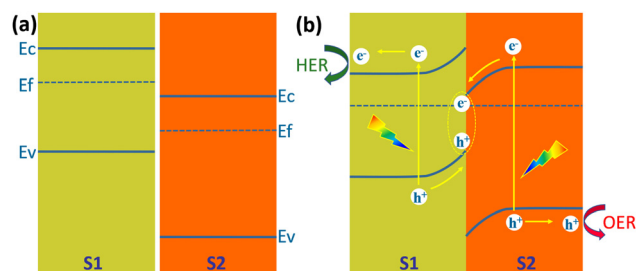 (a)
Ec
Ef
Ev
S1
Ec
Ef
Ev
S2
(b)
HER
e-
e-
e-
h+
h+
S1
e-
h+
h+
OER
S2